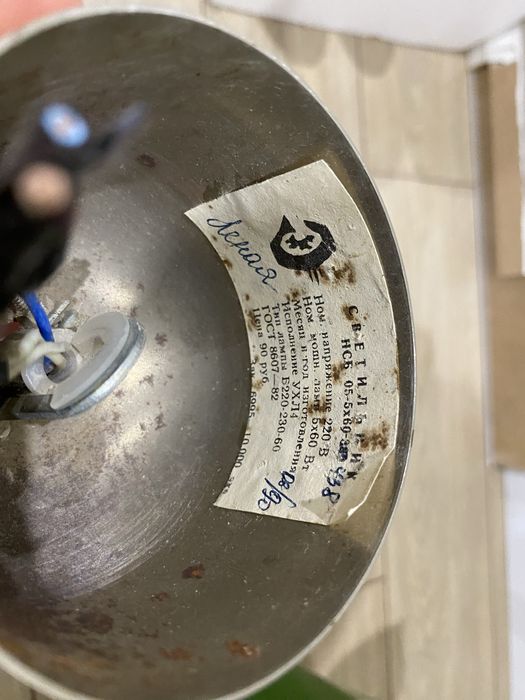 белая
СВЕТИЛЬНИК
НСБ 05-5х60-
Ном. напряжение 220 В
Ном. мощн. ламп 5х60 Вт
Месяц и год изготовления
Исполнение УХЛ4
Тип лампы Б220-230-60
ГОСТ 8607—82
Цена 90 руб.